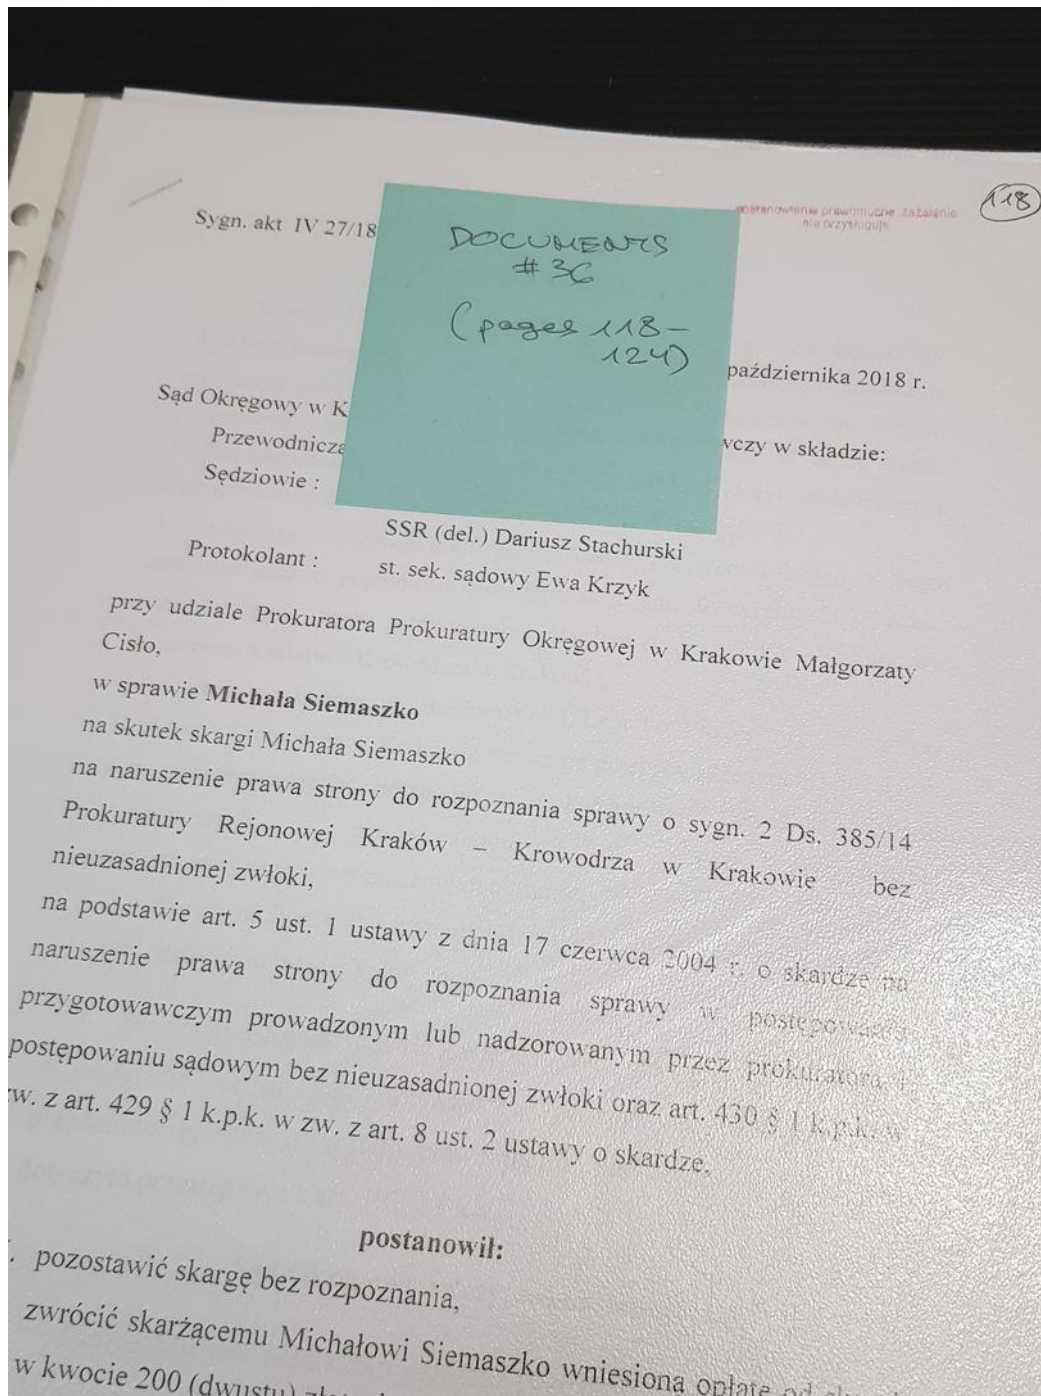 118
postanowienie prawomocne, zażalenie
nie przysługuje
Sygn. akt IV 27/18
DOCUMENTS
#36
(pages 118-
124)
października 2018 r.
Sąd Okręgowy w K
wczy w składzie:
Przewodnicza
Sędziowie :
SSR (del.) Dariusz Stachurski
Protokolant :
st. sek. sądowy Ewa Krzyk
przy udziale Prokuratora Prokuratury Okręgowej w Krakowie Małgorzaty
Cisło,
w sprawie Michała Siemaszko
na skutek skargi Michała Siemaszko
na naruszenie prawa strony do rozpoznania sprawy o sygn. 2 Ds. 385/14
Prokuratury Rejonowej Kraków – Krowodrza w Krakowie bez
nieuzasadnionej zwłoki,
na podstawie art. 5 ust. 1 ustawy z dnia 17 czerwca 2004 r. o skardze na
naruszenie prawa strony do rozpoznania sprawy w
przygotowawczym prowadzonym lub nadzorowanym przez prokuratora i
postępowaniu sądowym bez nieuzasadnionej zwłoki oraz art. 430 § 1 k.p.k. w
zw. z art. 429 § 1 k.p.k. w zw. z art. 8 ust. 2 ustawy o skardze,
postanowił:
pozostawić skargę bez rozpoznania,
zwrócić skarżącemu Michałowi Siemaszko wniesioną opłatę od
w kwocie 200 (dwustu)